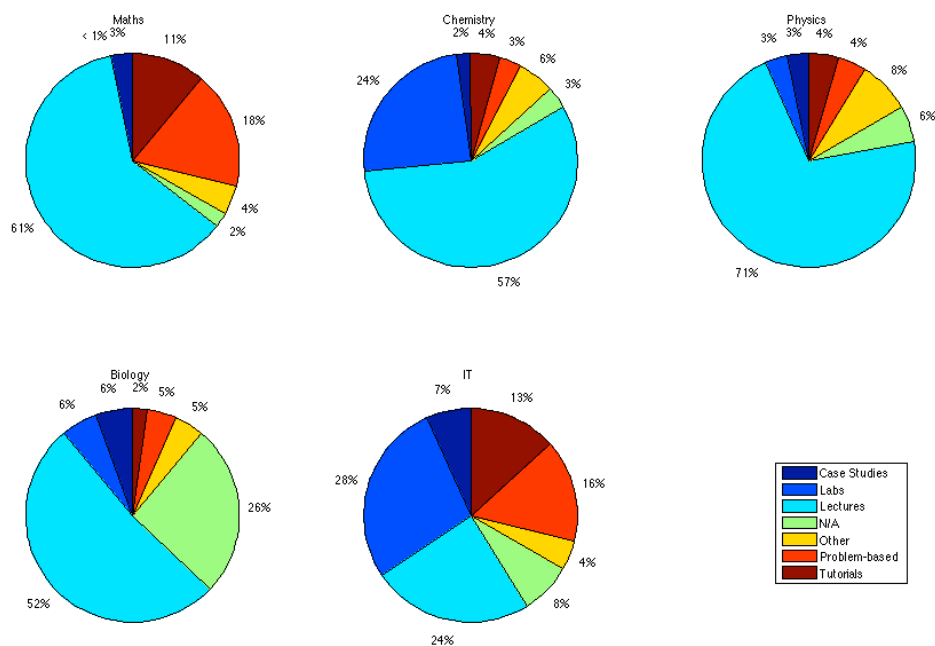 Maths
< 1%
3%
11%
18%
4%
2%
61%
Chemistry
2%
4%
3%
6%
3%
57%
24%
Physics
3%
3%
4%
4%
8%
6%
71%
Biology
6%
6%
2%
5%
5%
26%
52%
IT
7%
13%
16%
4%
8%
24%
28%
Case Studies
Labs
Lectures
N/A
Other
Problem-based
Tutorials